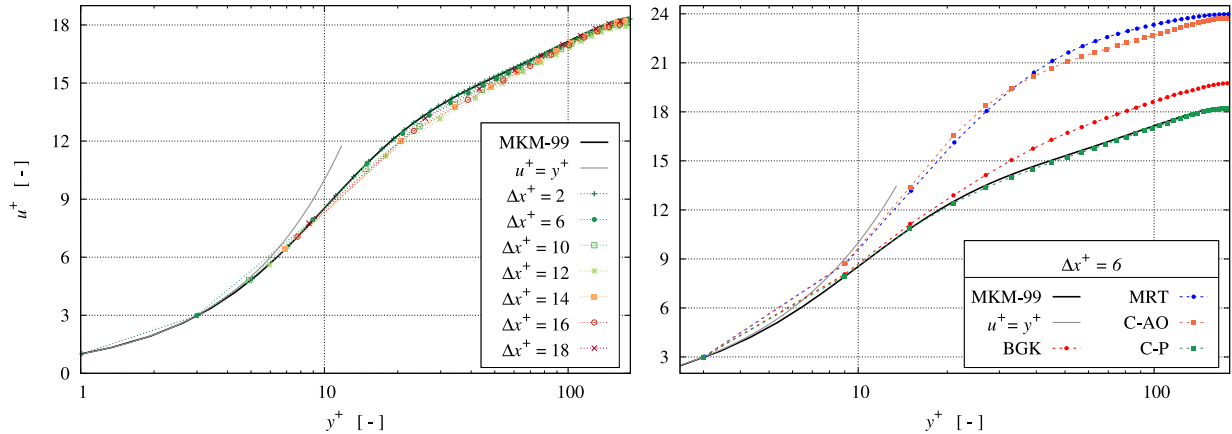 18
15
12
9
6
3
0
u⁺ [ - ]
MKM-99
u⁺= y⁺
Δx⁺ = 2
Δx⁺ = 6
Δx⁺ = 10
Δx⁺ = 12
Δx⁺ = 14
Δx⁺ = 16
Δx⁺ = 18
1
10
100
y⁺ [ - ]
24
21
18
15
12
9
6
3
Δx⁺ = 6
MKM-99
u⁺= y⁺
BGK
MRT
C-AO
C-P
10
100
y⁺ [ - ]